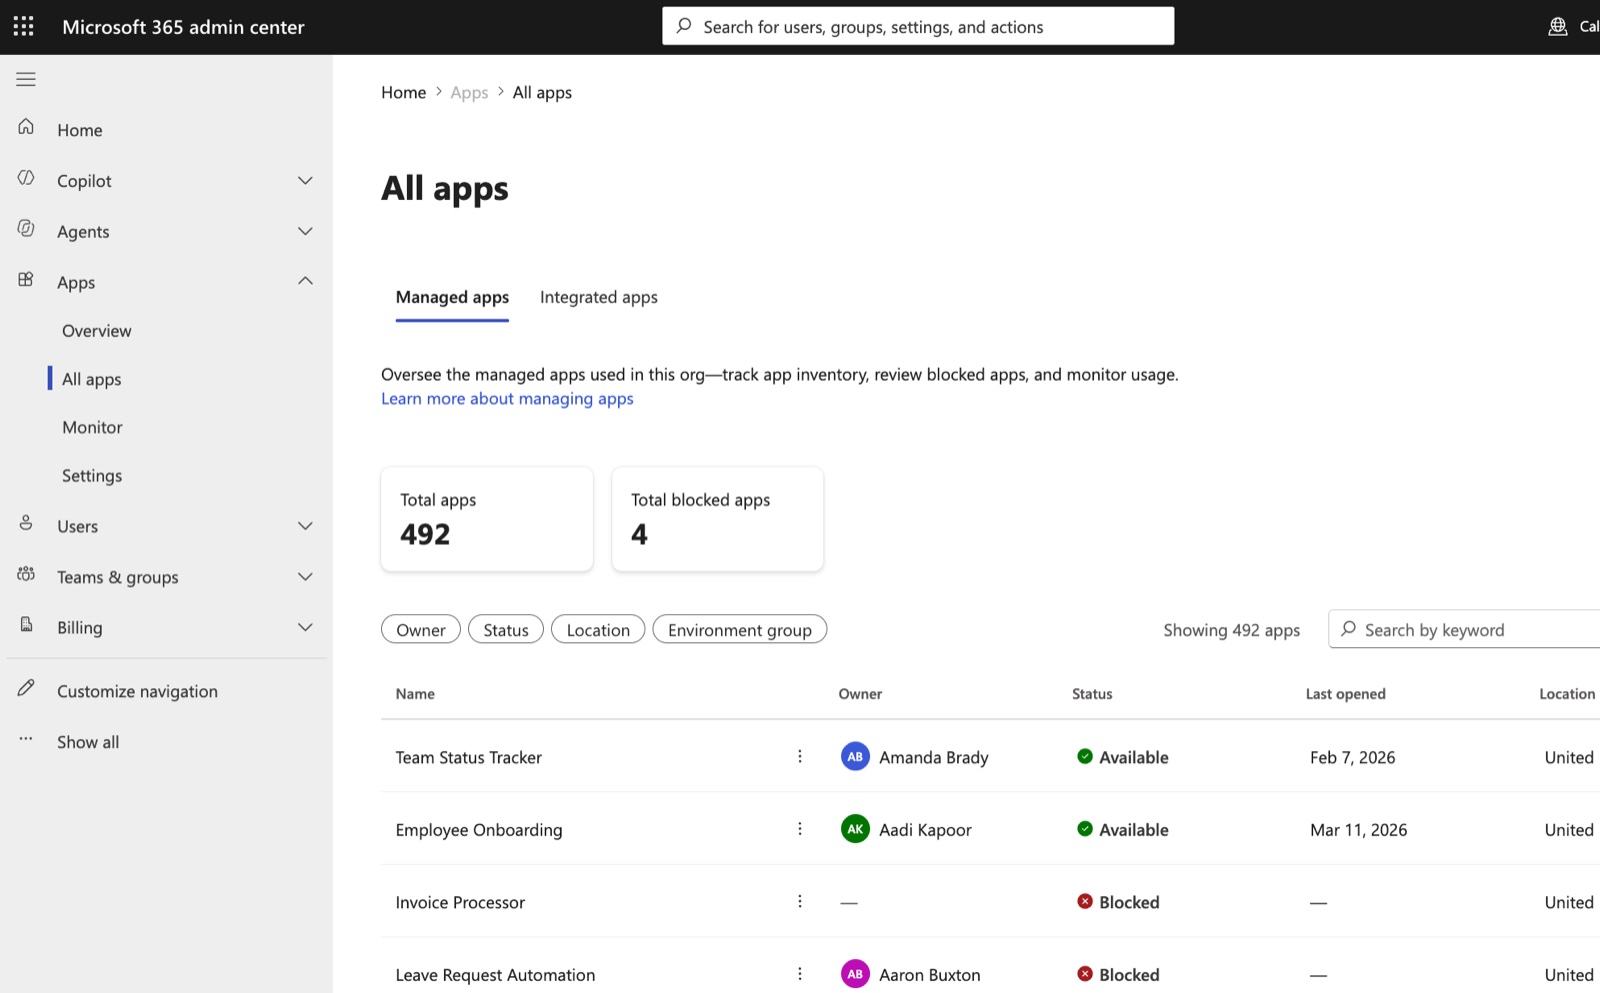 Microsoft 365 admin center
Search for users, groups, settings, and actions
Cal
Home
Copilot
Agents
Apps
Overview
All apps
Monitor
Settings
Users
Teams & groups
Billing
Customize navigation
Show all
Home > Apps > All apps
All apps
Managed apps Integrated apps
Oversee the managed apps used in this org—track app inventory, review blocked apps, and monitor usage.
Learn more about managing apps
Total apps
492
Total blocked apps
4
Owner Status Location Environment group Showing 492 apps Search by keyword
Name Owner Status Last opened Location
Team Status Tracker AB Amanda Brady Available Feb 7, 2026 United
Employee Onboarding AK Aadi Kapoor Available Mar 11, 2026 United
Invoice Processor — Blocked — United
Leave Request Automation AB Aaron Buxton Blocked — United